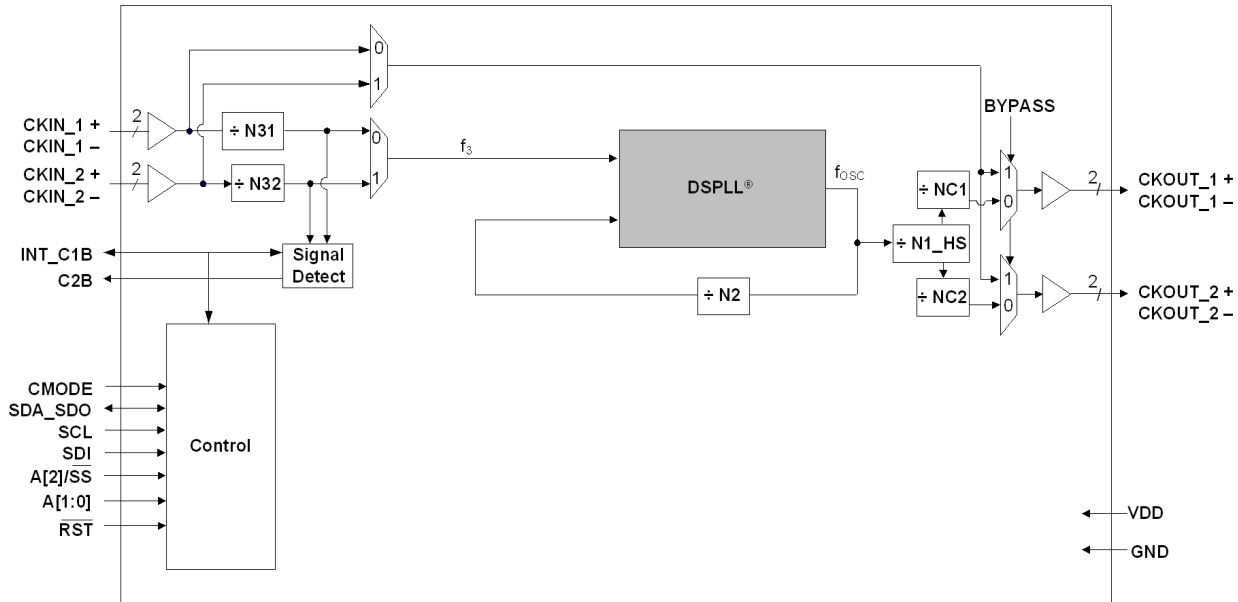 0
1
BYPASS
2
CKIN_1 +
CKIN_1 –
÷ N31
0
1
f3
2
CKIN_2 +
CKIN_2 –
÷ N32
DSPLL®
fOSC
÷ NC1
1
0
2
CKOUT_1 +
CKOUT_1 –
÷ N1_HS
INT_C1B
C2B
Signal
Detect
÷ N2
÷ NC2
1
0
2
CKOUT_2 +
CKOUT_2 –
CMODE
SDA_SDO
SCL
SDI
A[2]/SS
A[1:0]
RST
Control
VDD
GND